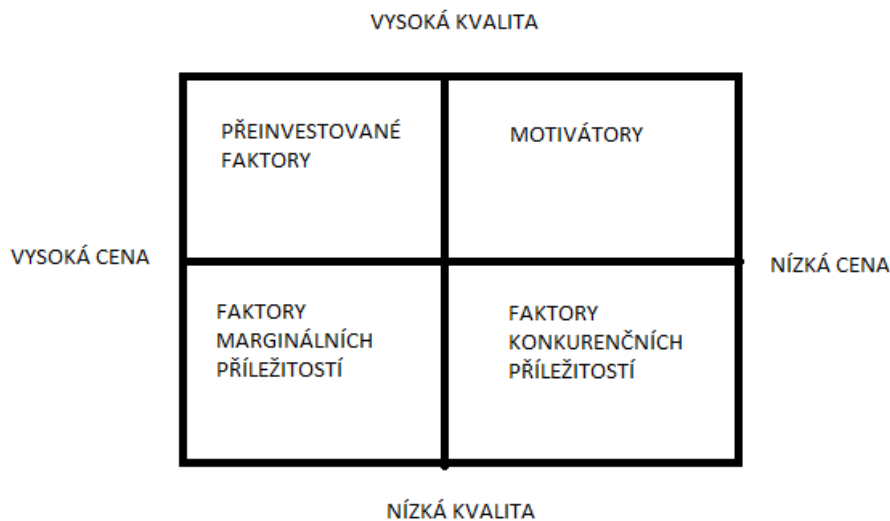 VYSOKÁ KVALITA
PŘEINVESTOVANÉ
FAKTORY
MOTIVÁTORY
VYSOKÁ CENA
NÍZKÁ CENA
FAKTORY
MARGINÁLNÍCH
PŘÍLEŽITOSTÍ
FAKTORY
KONKURENČNÍCH
PŘÍLEŽITOSTÍ
NÍZKÁ KVALITA